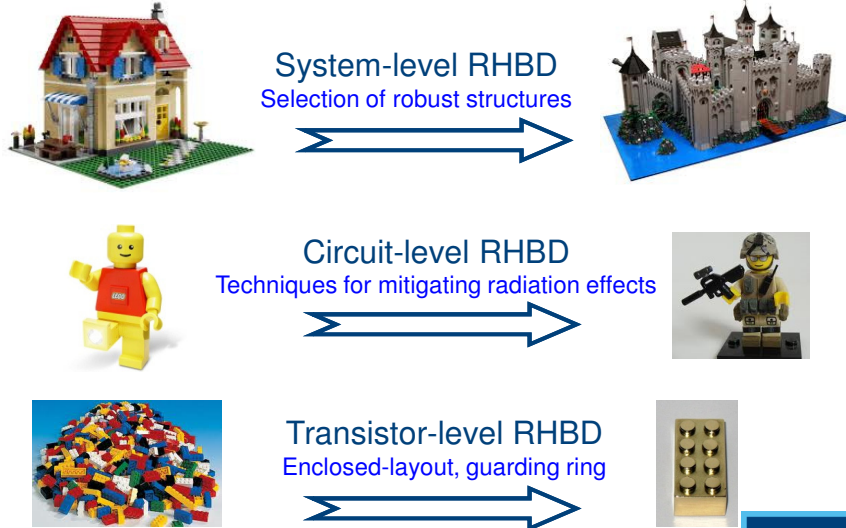 System-level RHBD
Selection of robust structures
Circuit-level RHBD
Techniques for mitigating radiation effects
LEGO
Transistor-level RHBD
Enclosed-layout, guarding ring